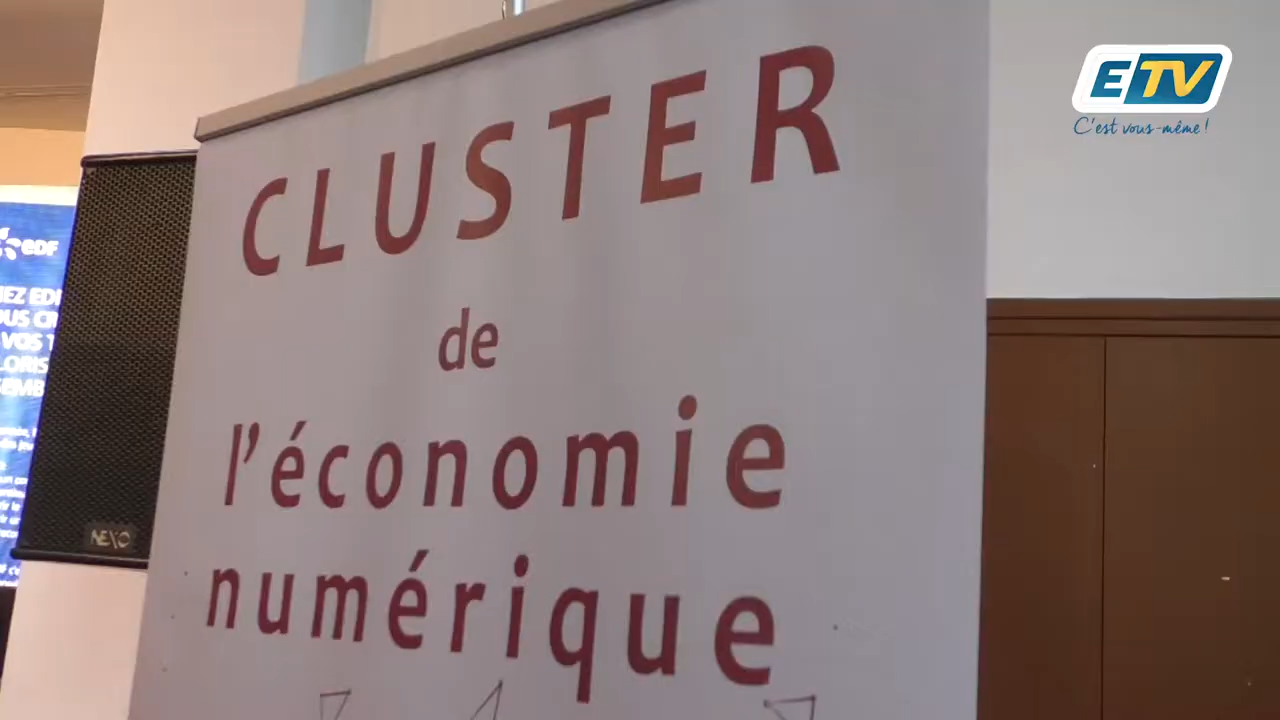 ETV
C'est vous-même!
CLUSTER
de
l'économie
numérique
NEXO
eDF